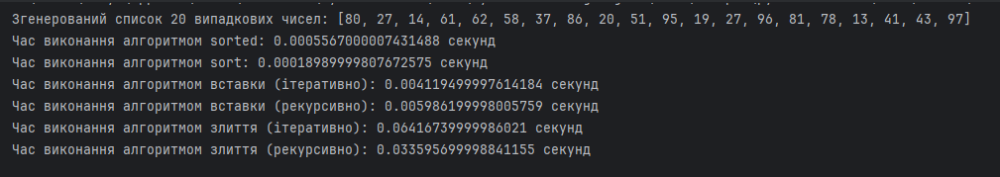 Згенерований список 20 випадкових чисел: [80, 27, 14, 61, 62, 58, 37, 86, 20, 51, 95, 19, 27, 96, 81, 78, 13, 41, 43, 97]
Час виконання алгоритмом sorted: 0.0005567000007431488 секунд
Час виконання алгоритмом sort: 0.00018989999807672575 секунд
Час виконання алгоритмом вставки (ітеративно): 0.004119499997614184 секунд
Час виконання алгоритмом вставки (рекурсивно): 0.005986199998005759 секунд
Час виконання алгоритмом злиття (ітеративно): 0.06416739999986021 секунд
Час виконання алгоритмом злиття (рекурсивно): 0.033595699998841155 секунд